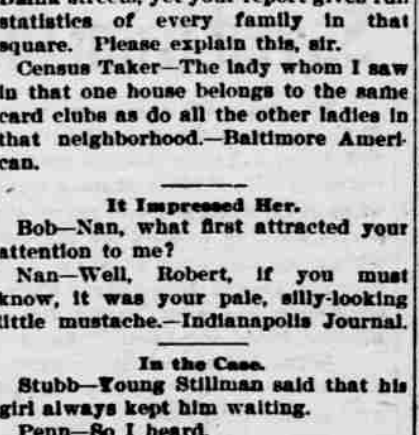 statistics of every family in that
square. Please explain this, sir.
Census Taker—The lady whom I saw
in that one house belongs to the same
card clubs as do all the other ladies in
that neighborhood.—Baltimore Ameri-
can.
It Impressed Her.
Bob—Nan, what first attracted your
attention to me?
Nan—Well, Robert, if you must
know, it was your pale, silly-looking
little mustache.—Indianapolis Journal.
In the Case.
Stubb—Young Stillman said that his
girl always kept him waiting.
Penn—So I heard.